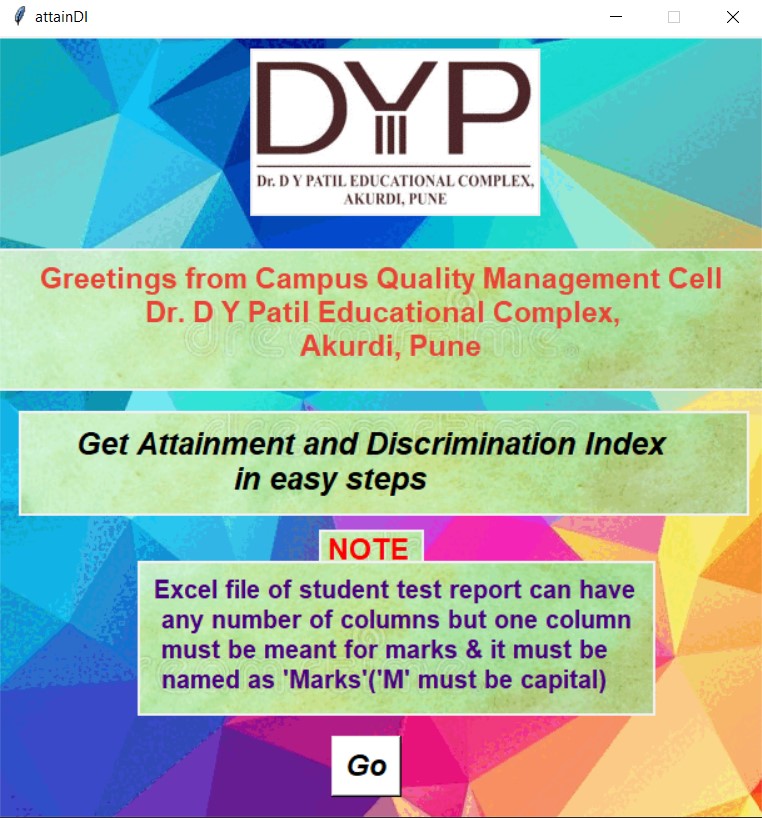 attainDI
DYP
Dr. D Y PATIL EDUCATIONAL COMPLEX,
AKURDI, PUNE
Greetings from Campus Quality Management Cell
Dr. D Y Patil Educational Complex,
Akurdi, Pune
Get Attainment and Discrimination Index
in easy steps
NOTE
Excel file of student test report can have
any number of columns but one column
must be meant for marks & it must be
named as 'Marks'('M' must be capital)
Go